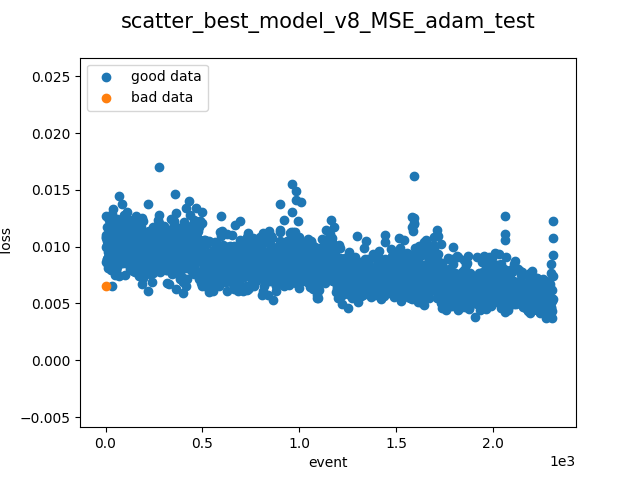 scatter_best_model_v8_MSE_adam_test
good data
bad data
0.025
0.020
0.015
0.010
0.005
0.000
−0.005
loss
0.0 0.5 1.0 1.5 2.0
1e3
event